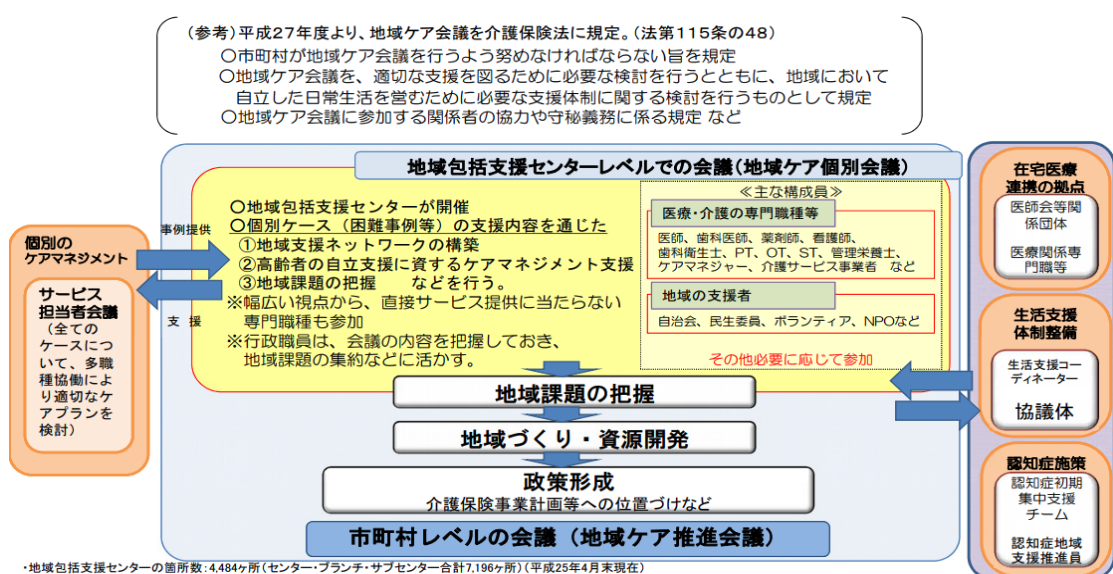 (参考)平成27年度より、地域ケア会議を介護保険法に規定。(法第115条の48)
○市町村が地域ケア会議を行うよう努めなければならない旨を規定
○地域ケア会議を、適切な支援を図るために必要な検討を行うとともに、地域において
自立した日常生活を営むために必要な支援体制に関する検討を行うものとして規定
○地域ケア会議に参加する関係者の協力や守秘義務に係る規定 など
地域包括支援センターレベルでの会議(地域ケア個別会議)
○地域包括支援センターが開催
○個別ケース(困難事例等)の支援内容を通じた
①地域支援ネットワークの構築
②高齢者の自立支援に資するケアマネジメント支援
③地域課題の把握 などを行う。
※幅広い視点から、直接サービス提供に当たらない
専門職種も参加
※行政職員は、会議の内容を把握しておき、
地域課題の集約などに活かす。
≪主な構成員≫
医療・介護の専門職種等
医師、歯科医師、薬剤師、看護師、
歯科衛生士、PT、OT、ST、管理栄養士、
ケアマネジャー、介護サービス事業者 など
地域の支援者
自治会、民生委員、ボランティア、NPOなど
その他必要に応じて参加
事例提供
支 援
個別の
ケアマネジメント
サービス
担当者会議
(全ての
ケースにつ
いて、多職
種協働によ
り適切なケ
アプランを
検討)
地域課題の把握
地域づくり・資源開発
政策形成
介護保険事業計画等への位置づけなど
市町村レベルの会議(地域ケア推進会議)
在宅医療
連携の拠点
医師会等関
係団体
医療関係専
門職等
生活支援
体制整備
生活支援コー
ディネーター
協議体
認知症施策
認知症初期
集中支援
チーム
認知症地域
支援推進員
・地域包括支援センターの箇所数:4,484ヶ所(センター・ブランチ・サブセンター合計7,196ヶ所)(平成25年4月末現在)